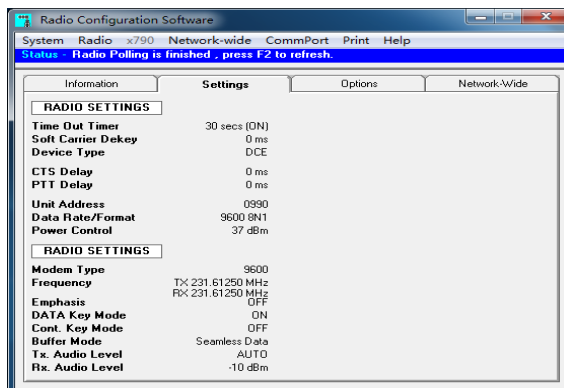 Radio Configuration Software
System Radio x790 Network-wide CommPort Print Help
Status - Radio Polling is finished , press F2 to refresh.
Information Settings Options Network-Wide
RADIO SETTINGS
Time Out Timer 30 secs (ON)
Soft Carrier Dekey 0 ms
Device Type DCE
CTS Delay 0 ms
PTT Delay 0 ms
Unit Address 0990
Data Rate/Format 9600 8N1
Power Control 37 dBm
RADIO SETTINGS
Modem Type 9600
Frequency TX 231.61250 MHz
RX 231.61250 MHz
Emphasis OFF
DATA Key Mode ON
Cont. Key Mode OFF
Buffer Mode Seamless Data
Tx. Audio Level AUTO
Rx. Audio Level -10 dBm